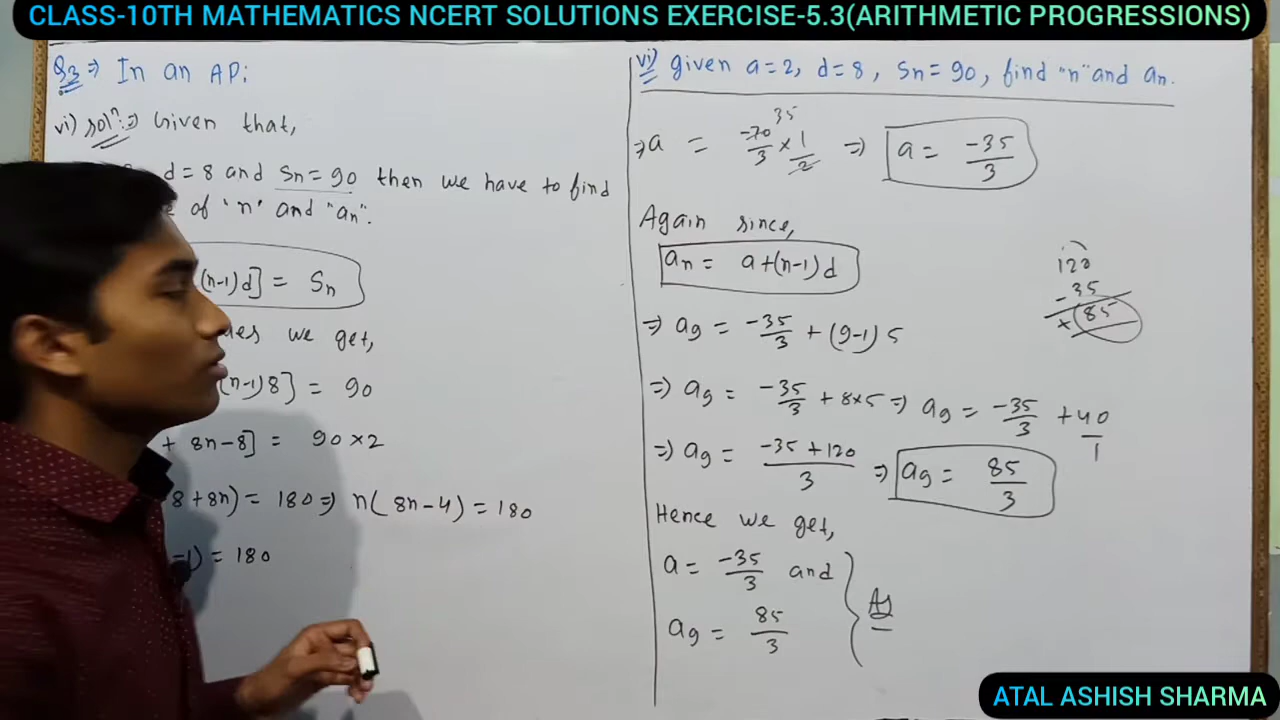 CLASS-10TH MATHEMATICS NCERT SOLUTIONS EXERCISE-5.3(ARITHMETIC PROGRESSIONS)
Q3 ⇒ In an AP:
vi) soln: ⇒ Given that,
d = 8 and Sn = 90 then we have to find
of 'n' and "an".
(n-1)d] = Sn
we get,
(n-1)8] = 90
+ 8n-8] = 90×2
8+8n) = 180 ⇒ n(8n-4) = 180
-1) = 180
vi) given a=2, d=8, Sn=90, find "n" and an.
⇒ a = -70/3 × 1/2 35 ⇒ a = -35/3
Again since,
an = a+(n-1)d
120
-35
+85
⇒ a9 = -35/3 + (9-1)5
⇒ a9 = -35/3 + 8×5 ⇒ a9 = -35/3 + 40/1
⇒ a9 = -35+120/3 ⇒ a9 = 85/3
Hence we get,
a = -35/3 and
a9 = 85/3
ATAL ASHISH SHARMA